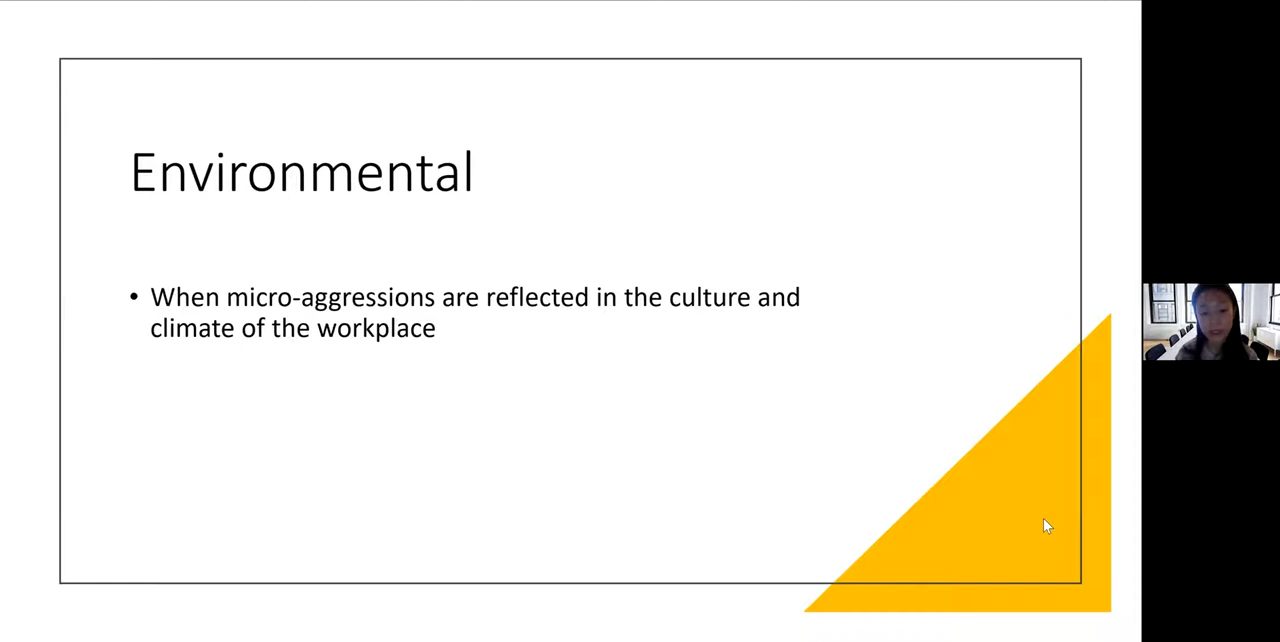 Environmental
• When micro-aggressions are reflected in the culture and
climate of the workplace